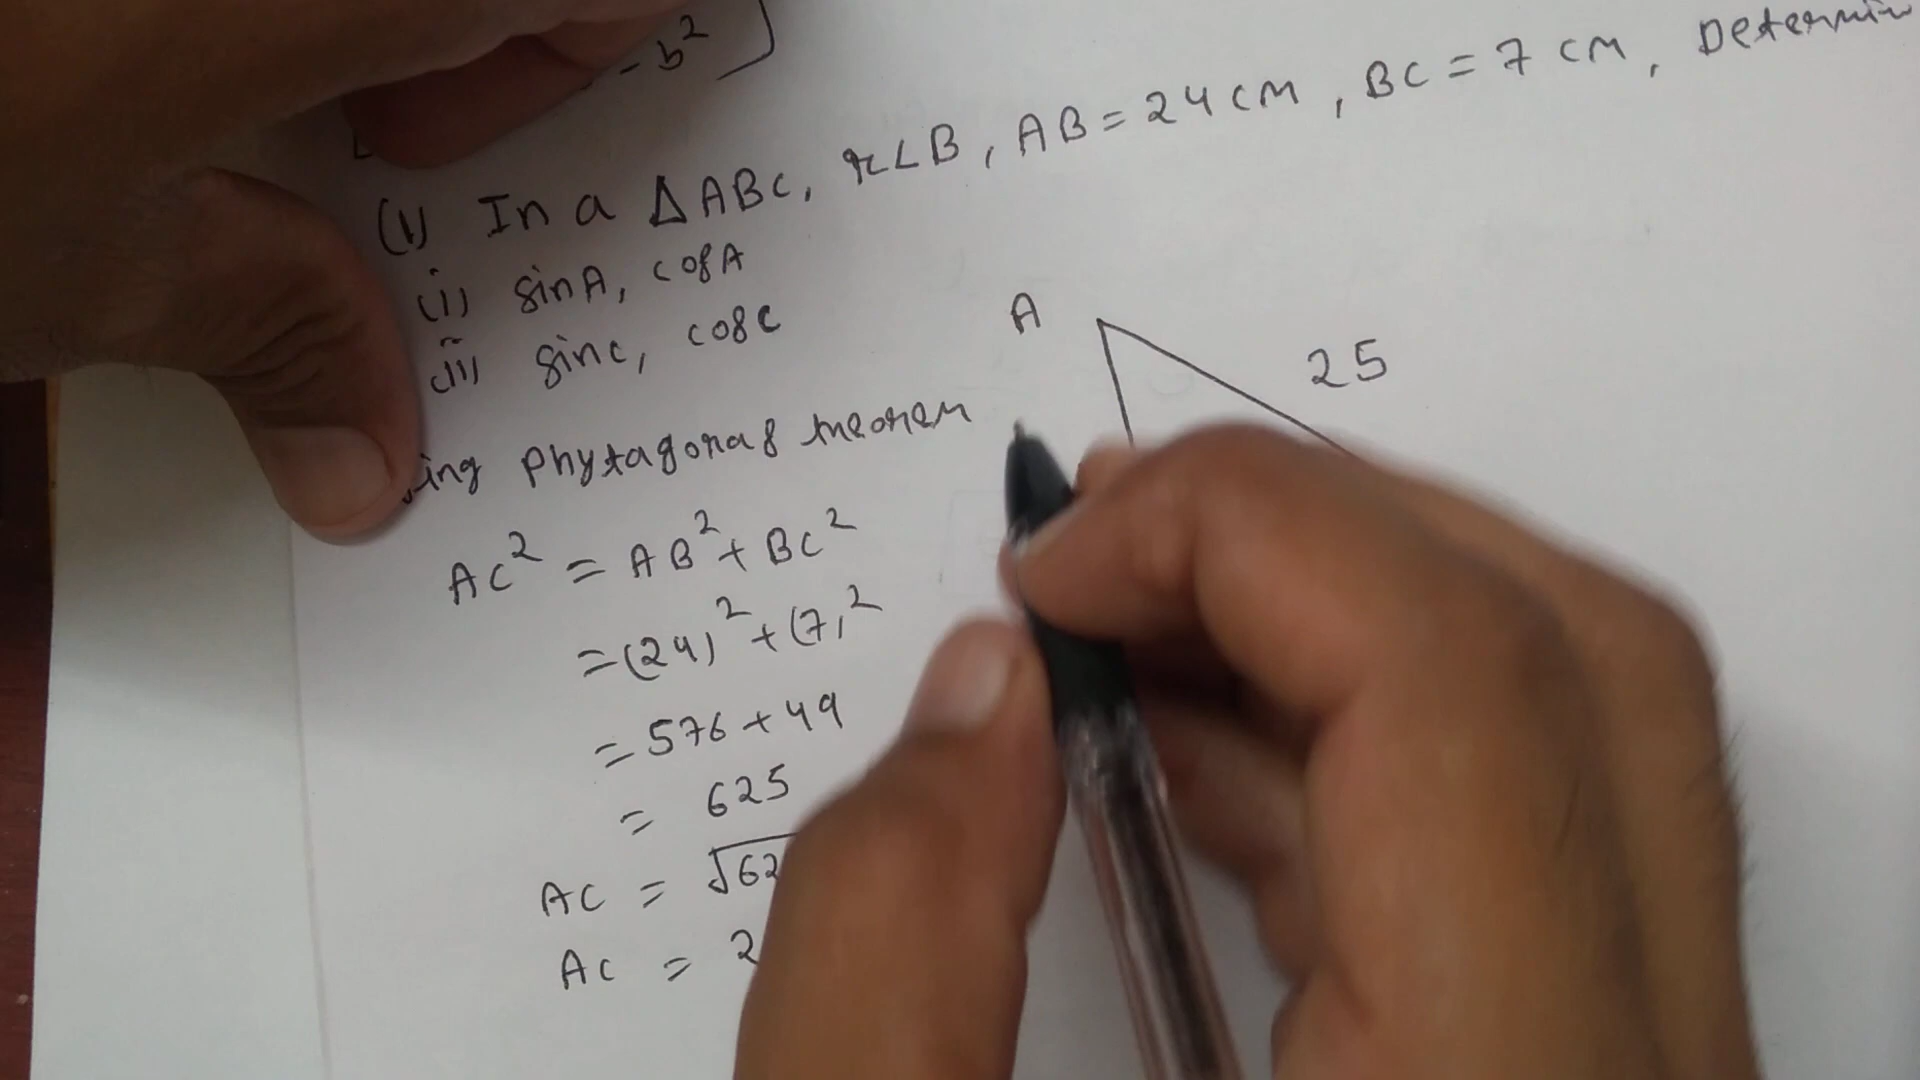 - b²]
(1) In a ΔABC, rt∠B, AB = 24 cm, BC = 7 cm, Determin
(i) sinA, cosA
(ii) sinc, cosc
ing Phytagoras theorem
AC² = AB² + BC²
= (24)² + (7)²
= 576 + 49
= 625
AC = √62
AC = 2
A
25